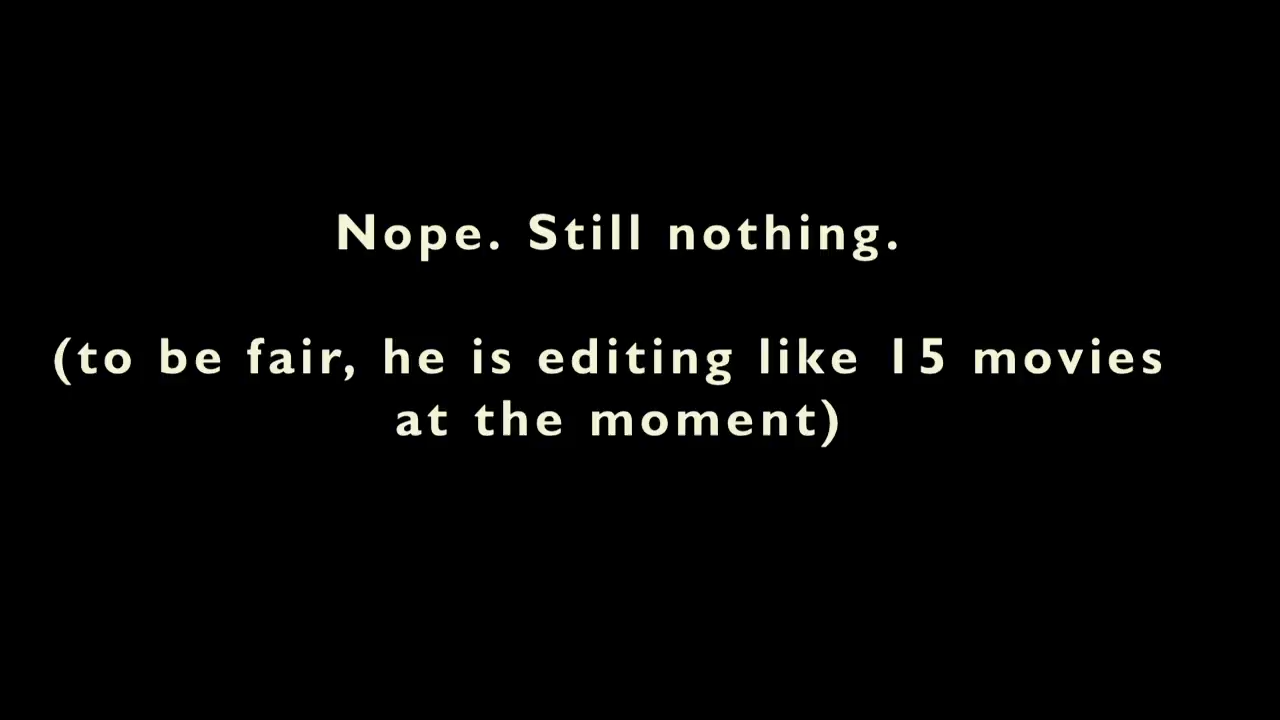 Nope. Still nothing.
(to be fair, he is editing like 15 movies
at the moment)